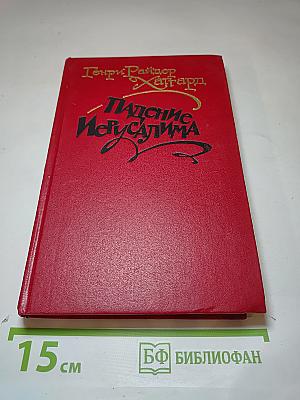 Генри Райдер
Хаггард
Падение
Иерусалима
15 см
БФ БИБЛИОФАН